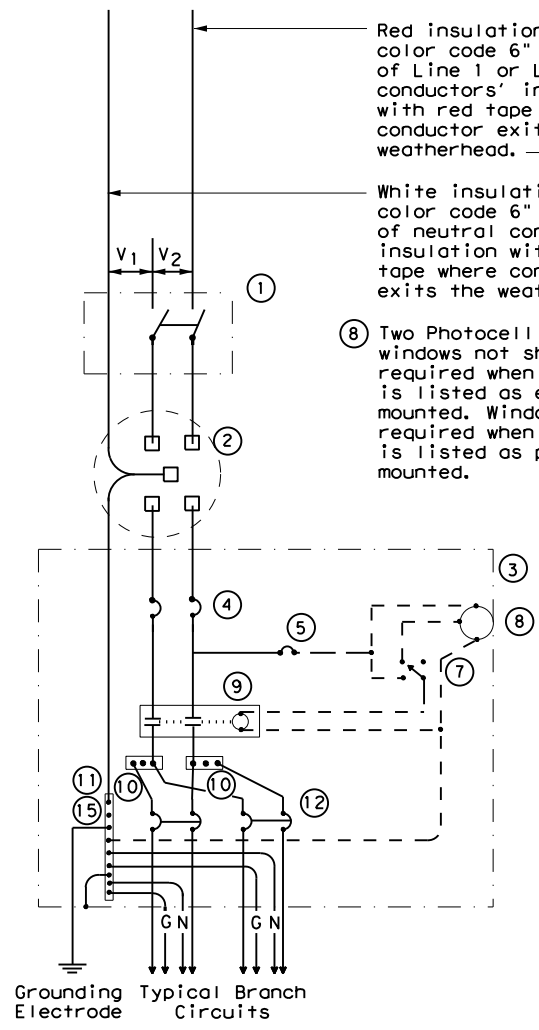 Red insulation
color code 6"
of Line 1 or L
conductors' in
with red tape
conductor exit
weatherhead.
White insulati
color code 6"
of neutral con
insulation wit
tape where con
exits the weat
V1 V2
1
8 Two Photocell
windows not sh
required when
is listed as e
mounted. Windo
required when
is listed as p
mounted.
2
3
4
5
8
7
9
11
10 10
15
12
G N G N
Grounding
Electrode
Typical Branch
Circuits